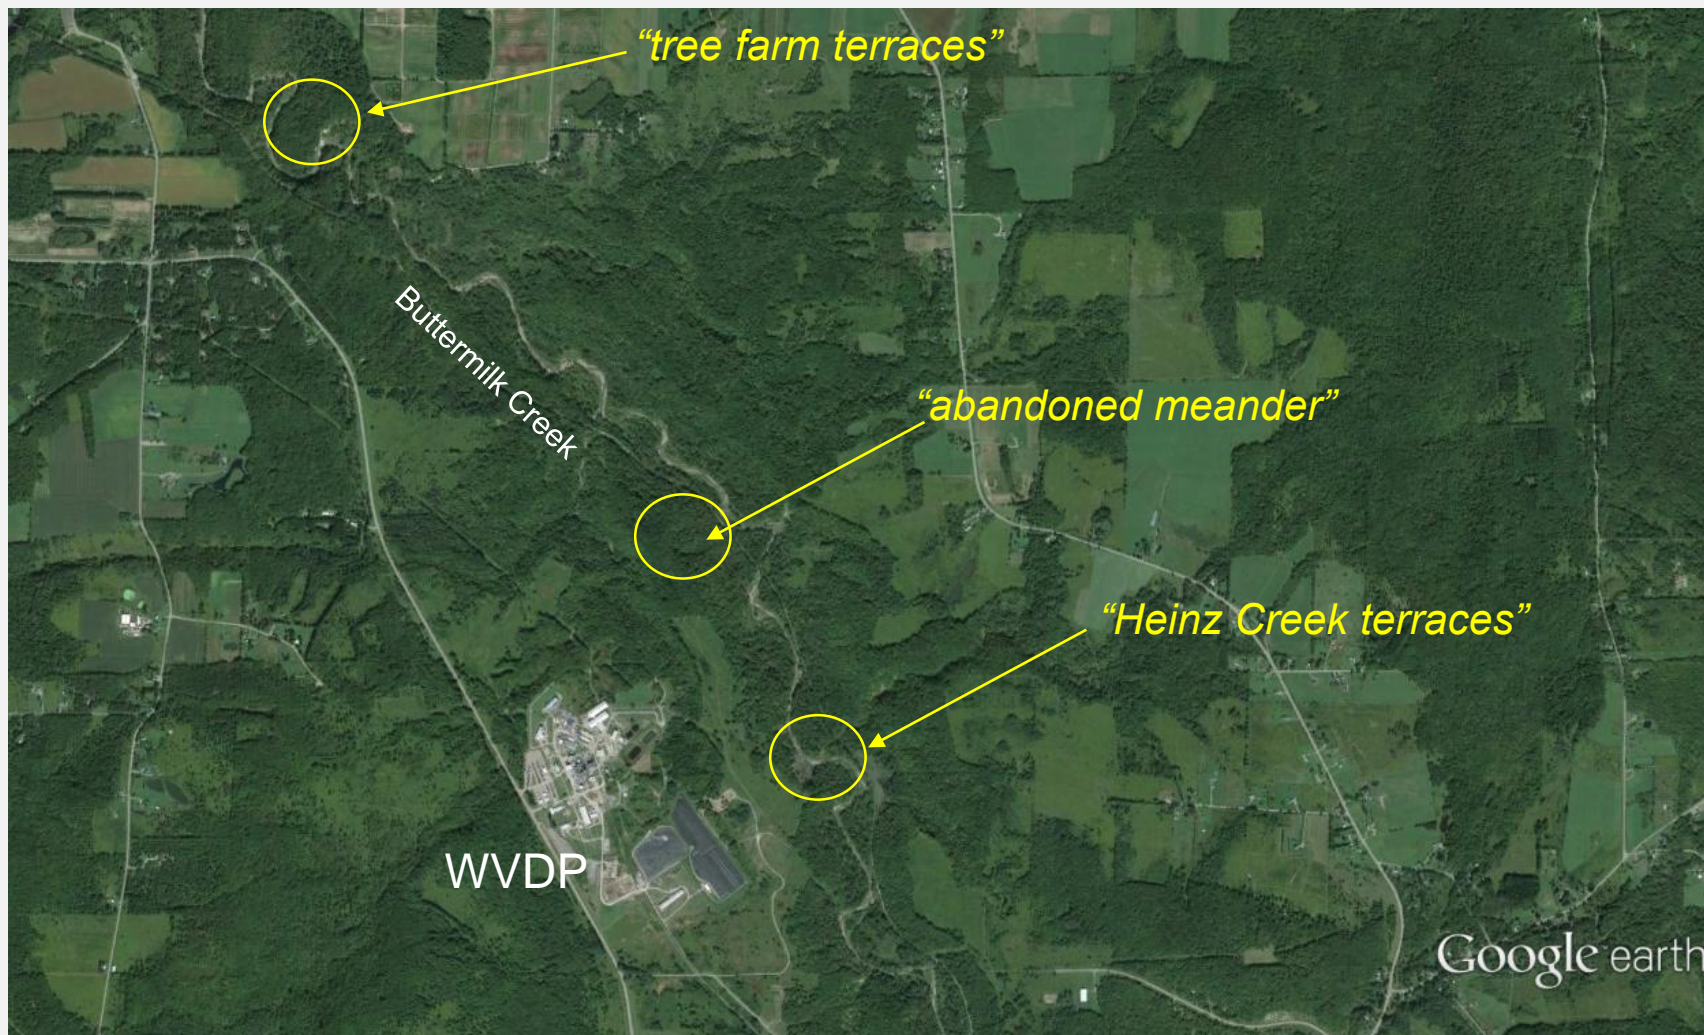 “tree farm terraces”
Buttermilk Creek
“abandoned meander”
“Heinz Creek terraces”
WVDP
Google earth